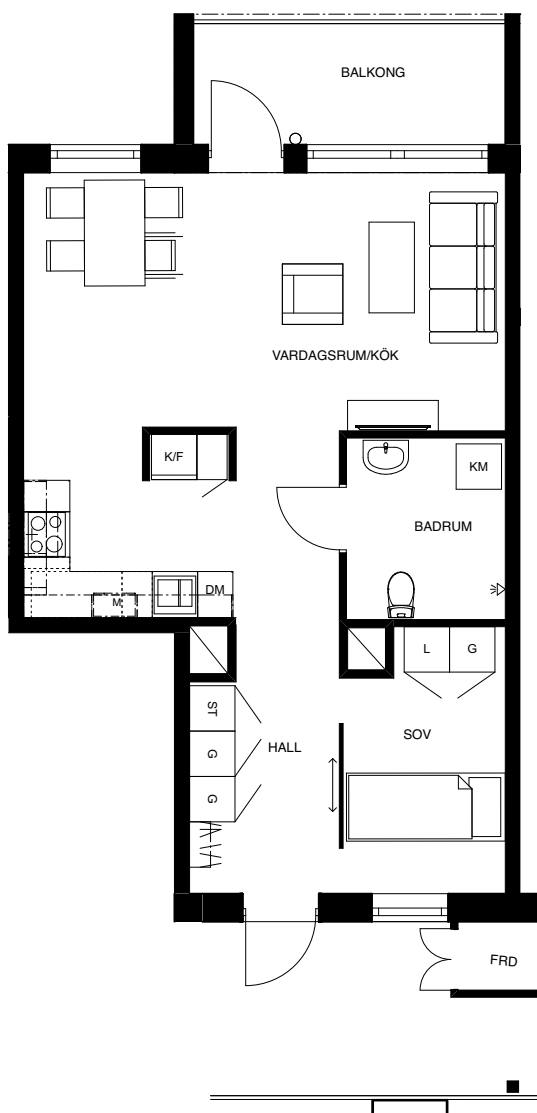 BALKONG
VARDAGSRUM/KÖK
K/F
KM
BADRUM
DM
M
L
G
ST
SOV
HALL
G
G
FRD